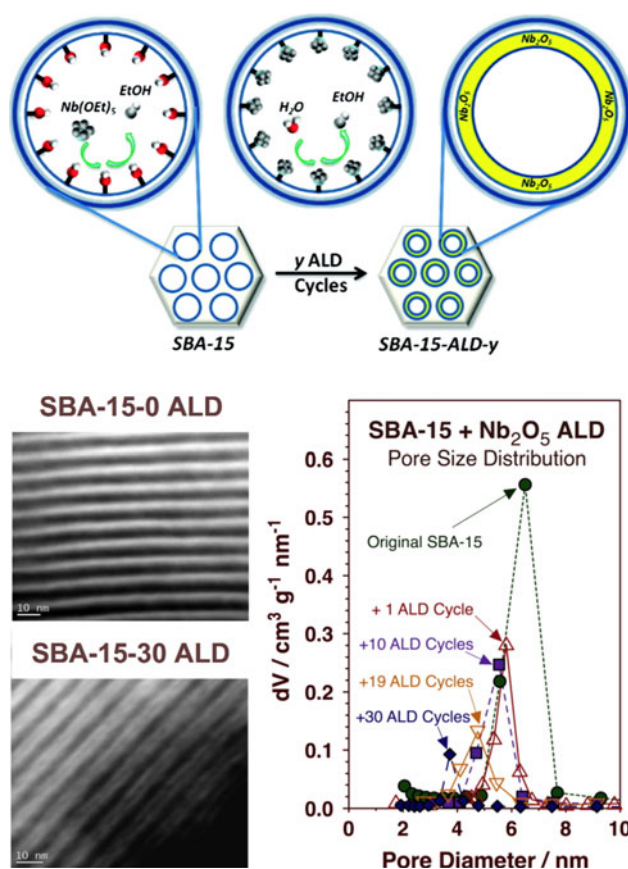 Nb₂O₅
EtOH
Nb(OEt)₅
H₂O
EtOH
Nb₂O₅
Nb₂O₅
Nb₂O₅
y ALD
Cycles
SBA-15
SBA-15-ALD-y
SBA-15-0 ALD
10 nm
SBA-15-30 ALD
10 nm
SBA-15 + Nb₂O₅ ALD
Pore Size Distribution
Original SBA-15
+ 1 ALD Cycle
+10 ALD Cycles
+19 ALD Cycles
+30 ALD Cycles
dV / cm³ g⁻¹ nm⁻¹
0.6
0.5
0.4
0.3
0.2
0.1
0.0
0 2 4 6 8 10
Pore Diameter / nm